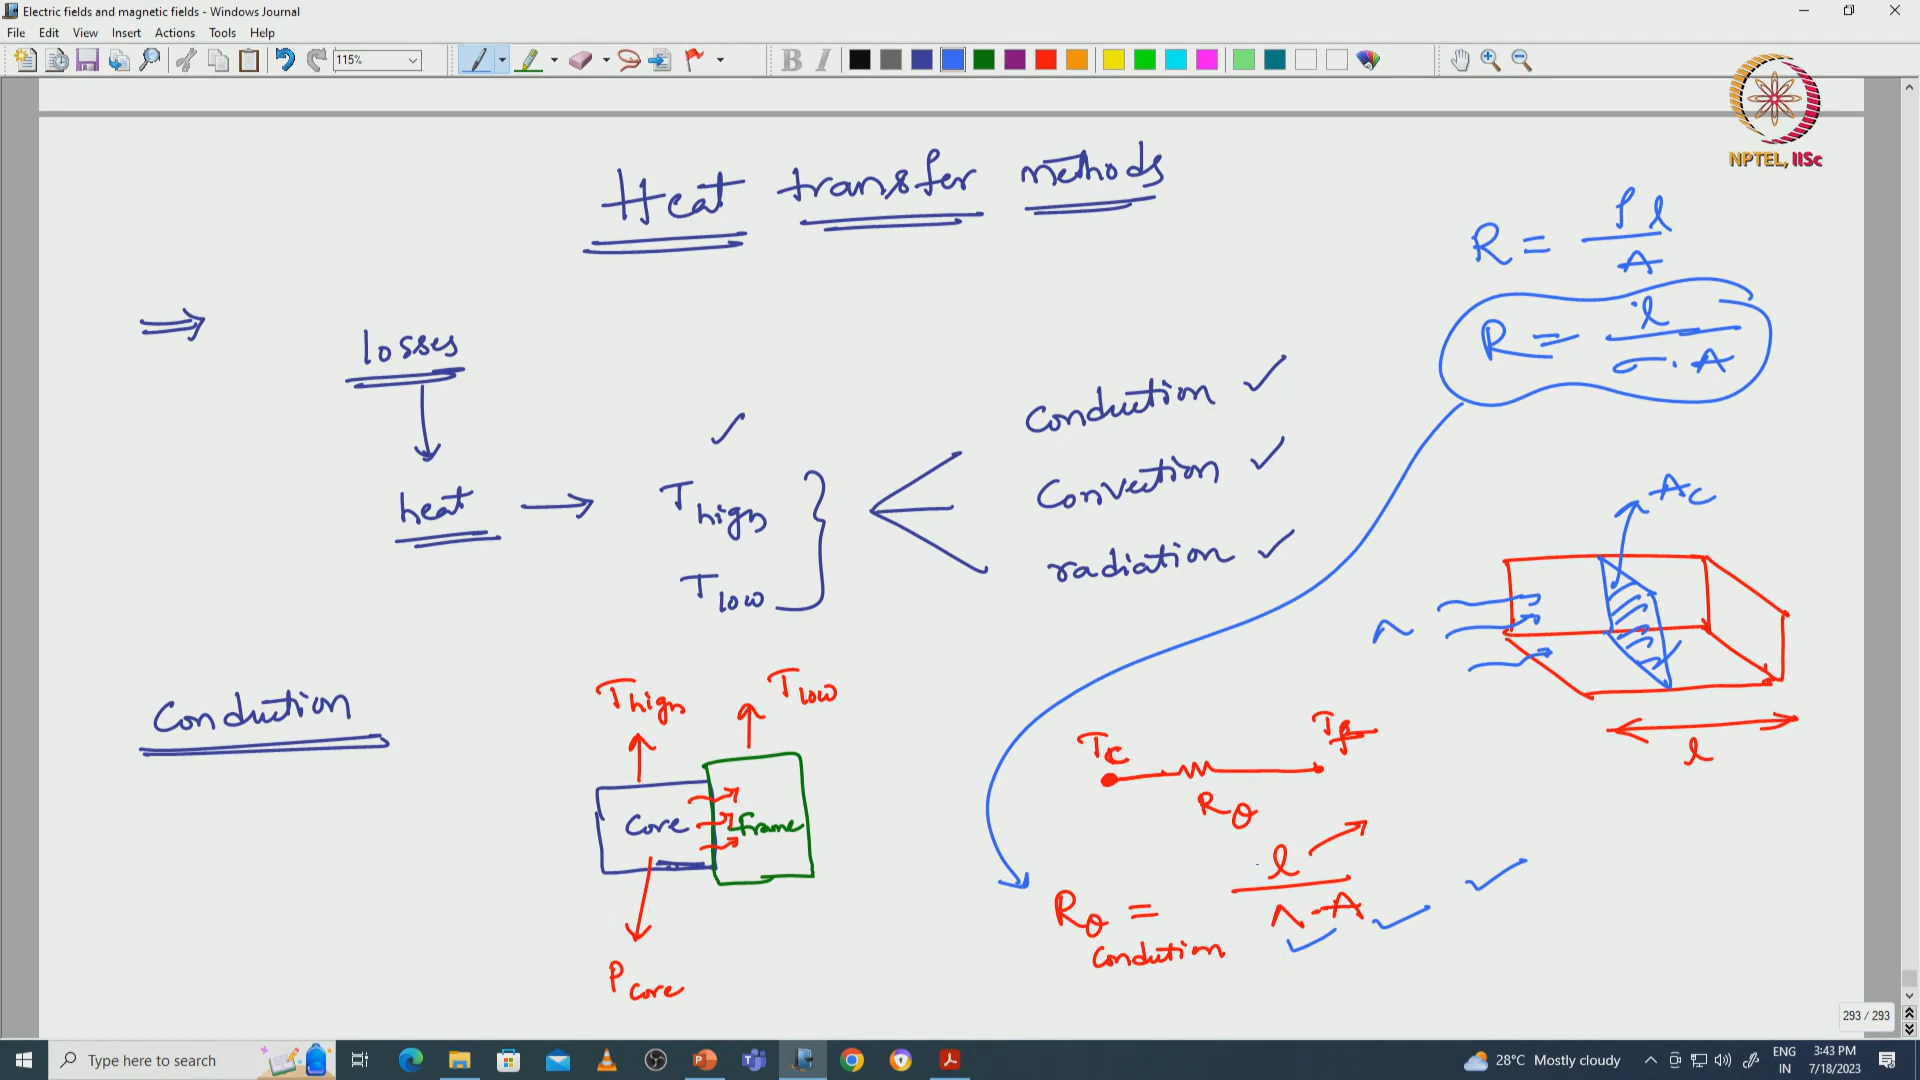 Electric fields and magnetic fields - Windows Journal
File Edit View Insert Actions Tools Help
115%
B I
NPTEL, IISc
Heat transfer methods
R = ρl / A
R = l / σ · A
losses
heat
T high
T low
Conduction ✓
Convection ✓
radiation ✓
Ac
l
Conduction
T high
T low
Core
frame
P core
Tc
Rθ
Rθ conduction = l / λ-A
293 / 293
Type here to search
28°C Mostly cloudy
ENG
IN
3:43 PM
7/18/2023